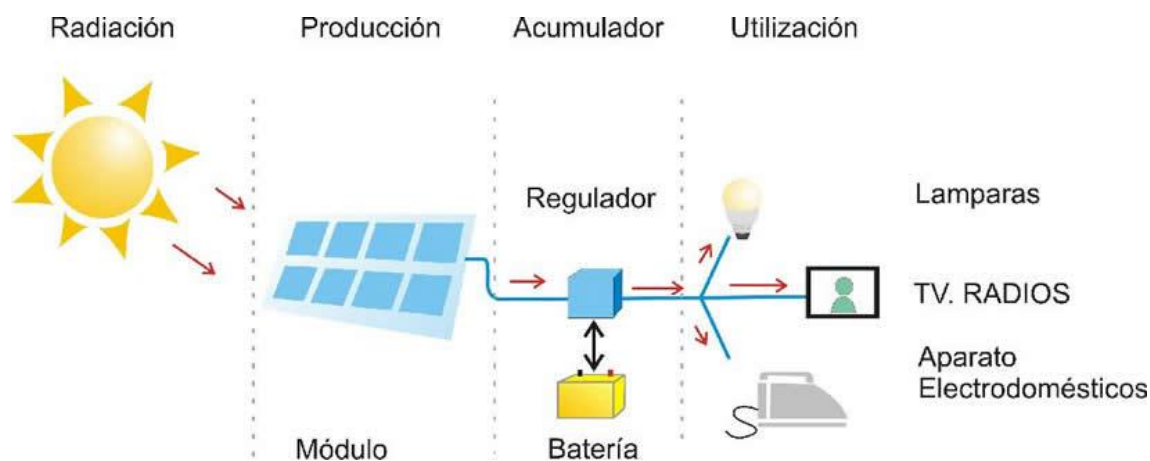 Radiación
Producción
Acumulador
Utilización
Regulador
Lamparas
TV. RADIOS
Aparato
Electrodomésticos
Módulo
Batería